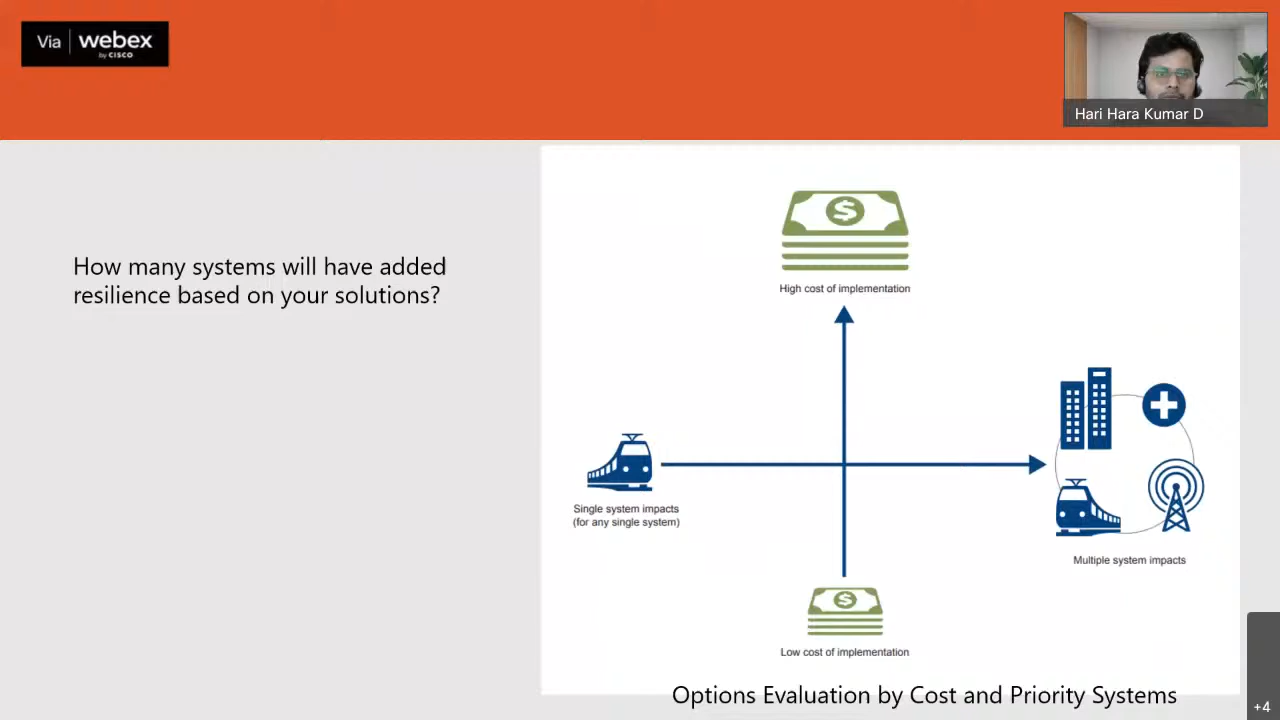 Via webex
by CISCO
Hari Hara Kumar D
How many systems will have added
resilience based on your solutions?
$
High cost of implementation
Single system impacts
(for any single system)
Multiple system impacts
$
Low cost of implementation
Options Evaluation by Cost and Priority Systems
+4